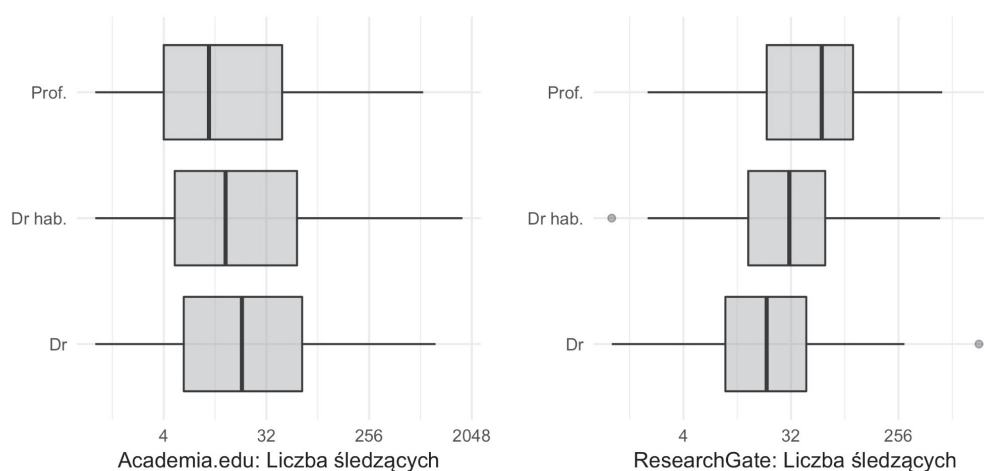 Prof.
Dr hab.
Dr
4 32 256 2048
Academia.edu: Liczba śledzących
Prof.
Dr hab.
Dr
4 32 256
ResearchGate: Liczba śledzących